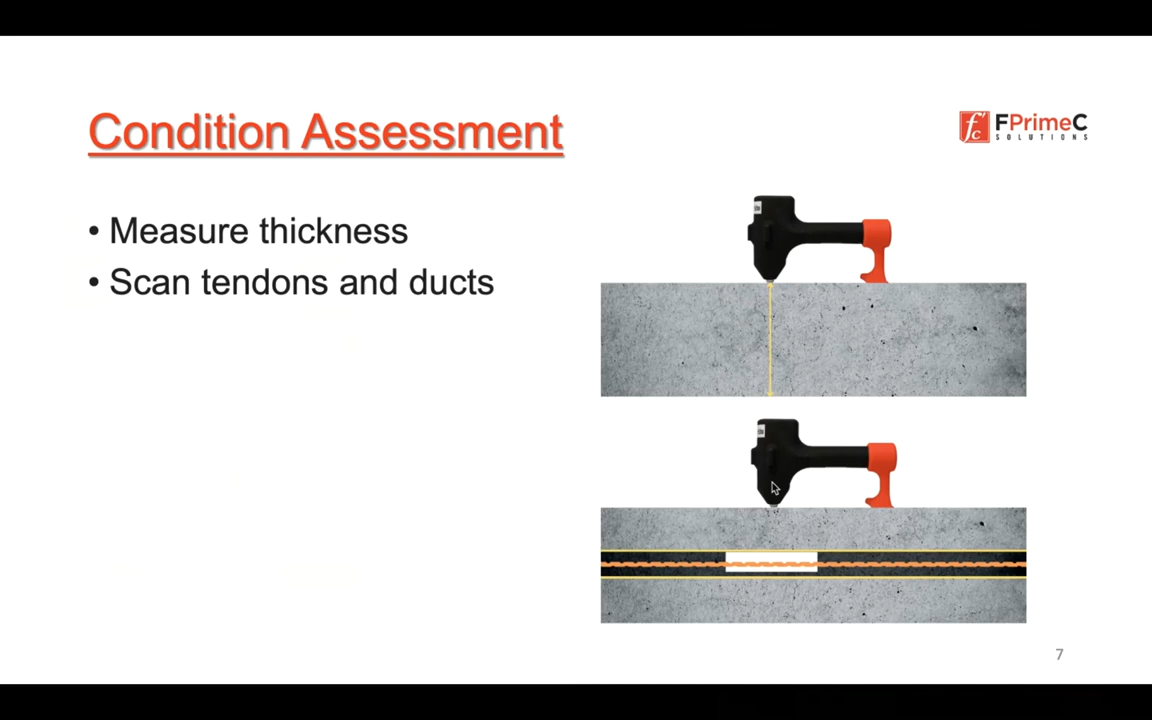 Condition Assessment
FPrimeC
SOLUTIONS
• Measure thickness
• Scan tendons and ducts
7